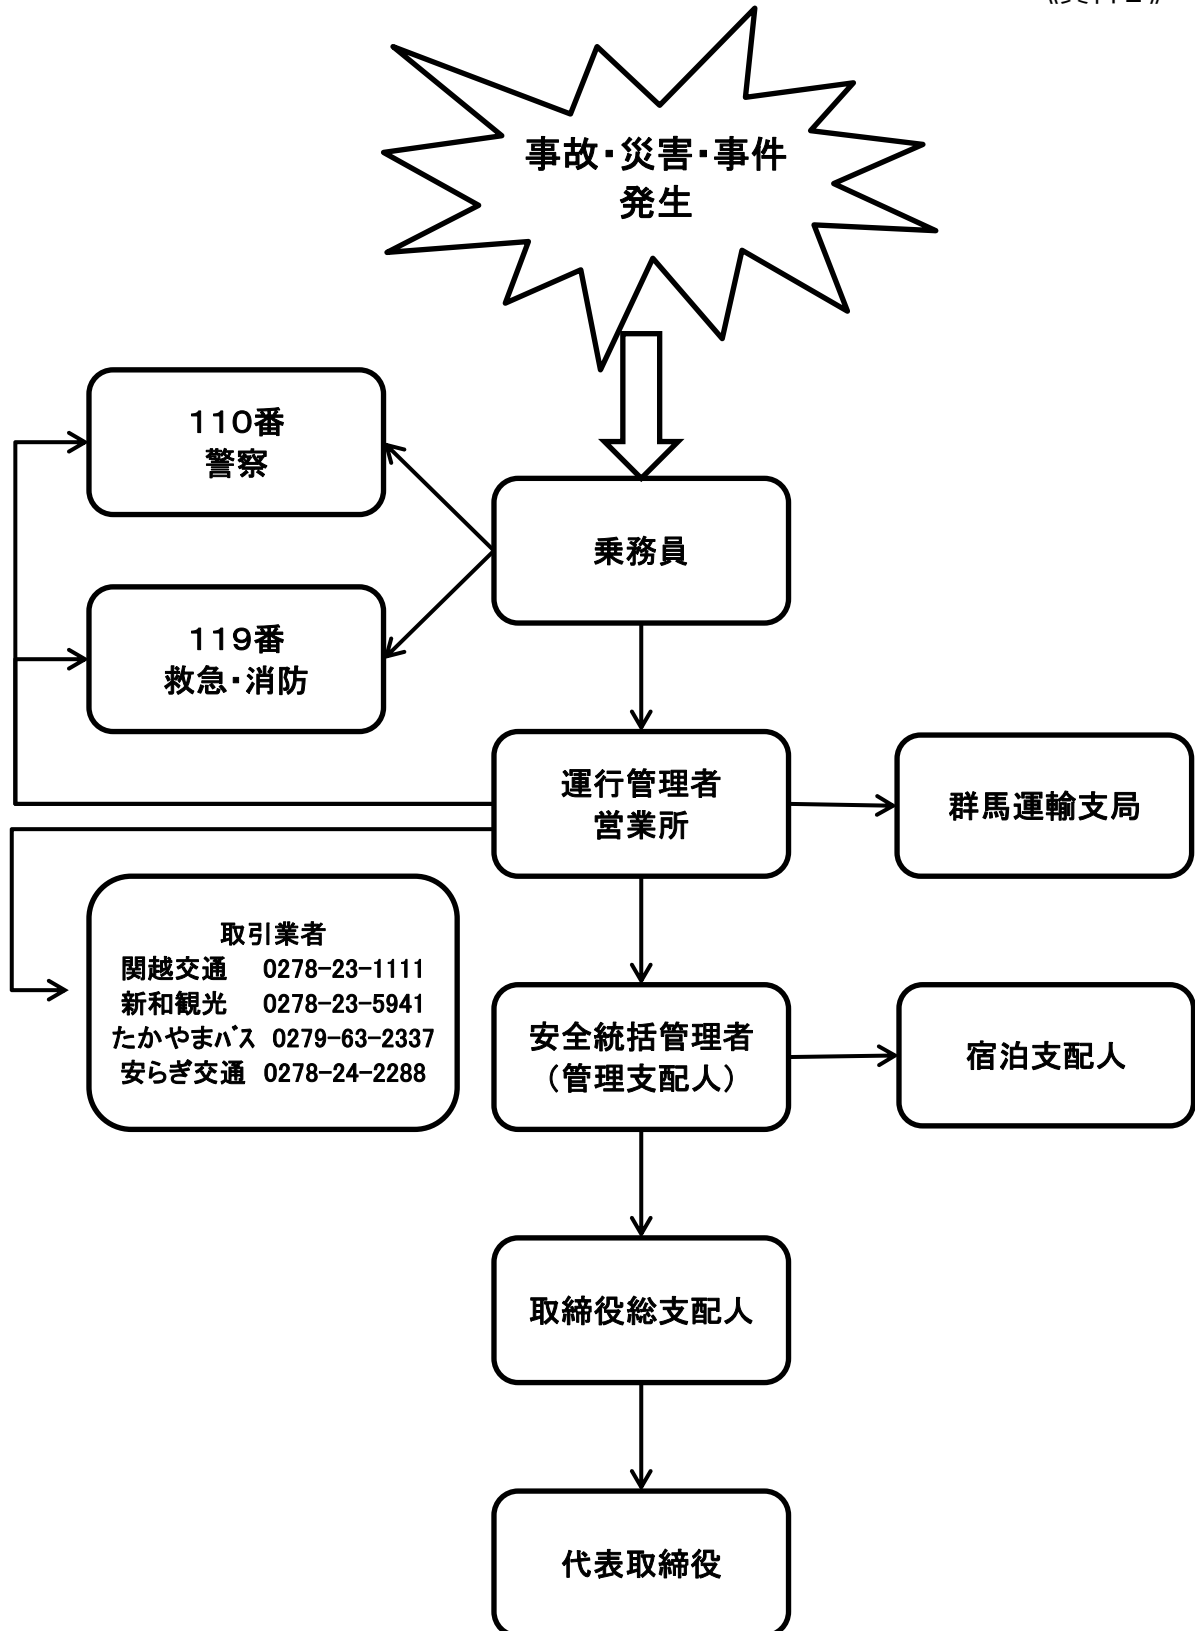 事故・災害・事件
発生
110番
警察
乗務員
119番
救急・消防
運行管理者
営業所
群馬運輸支局
取引業者
関越交通 0278-23-1111
新和観光 0278-23-5941
たかやまバス 0279-63-2337
安らぎ交通 0278-24-2288
安全統括管理者
（管理支配人）
宿泊支配人
取締役総支配人
代表取締役